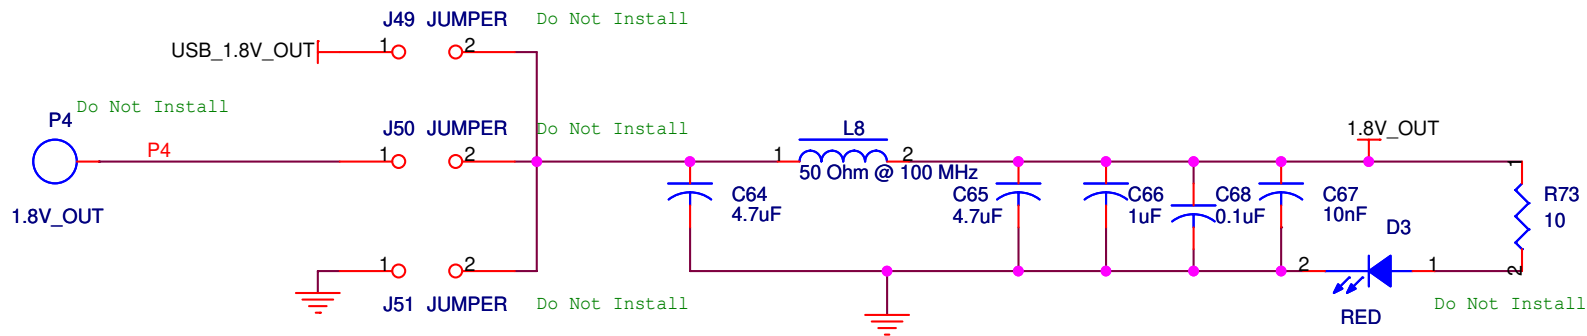 J49 JUMPER Do Not Install
USB_1.8V_OUT 1 2
Do Not Install
P4
J50 JUMPER Do Not Install
P4 1 2
1.8V_OUT
L8
1 2
50 Ohm @ 100 MHz
1.8V_OUT
C64
4.7uF
C65
4.7uF
C66
1uF
C68
0.1uF
C67
10nF
1
R73
10
2
D3
2 1
RED
Do Not Install
1 2
J51 JUMPER Do Not Install